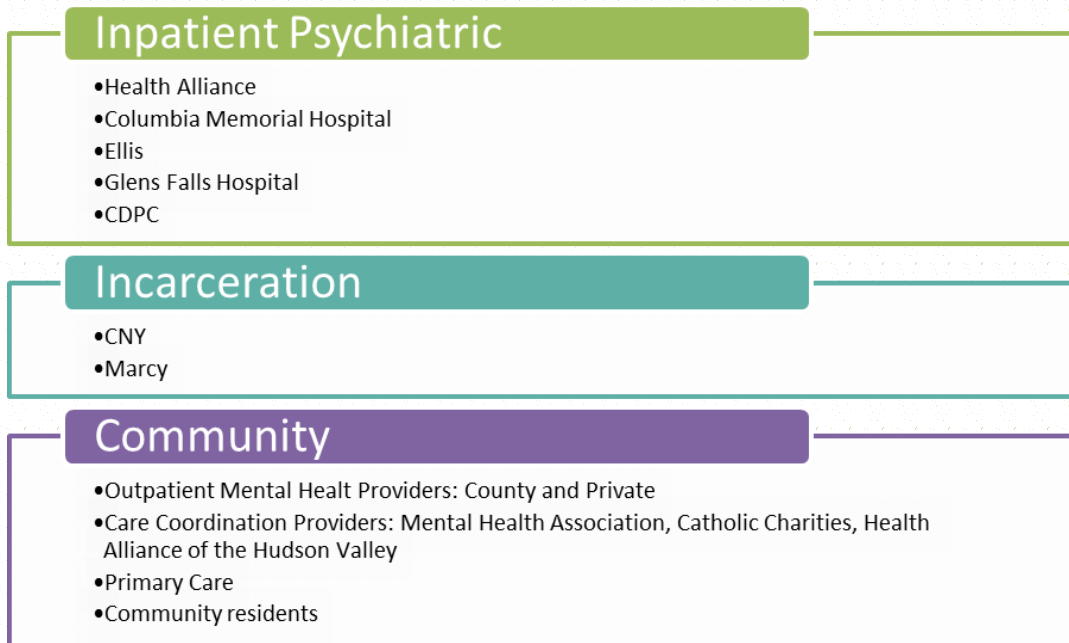 Inpatient Psychiatric
•Health Alliance
•Columbia Memorial Hospital
•Ellis
•Glens Falls Hospital
•CDPC
Incarceration
•CNY
•Marcy
Community
•Outpatient Mental Healt Providers: County and Private
•Care Coordination Providers: Mental Health Association, Catholic Charities, Health
Alliance of the Hudson Valley
•Primary Care
•Community residents